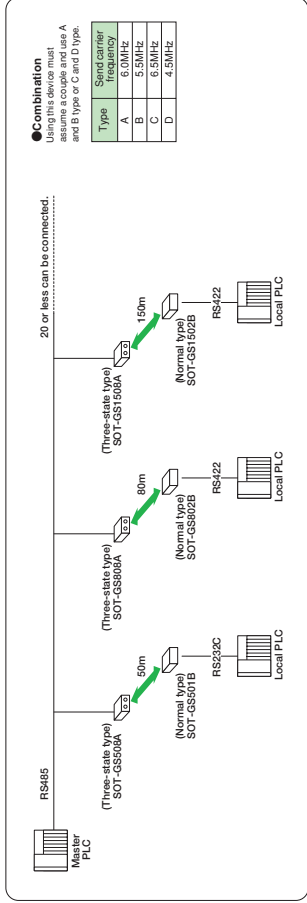 ●Combination
Using this device must
assume a couple and use A
and B type or C and D type.
Type Send carrier
frequency
A 6.0MHz
B 5.5MHz
C 6.5MHz
D 4.5MHz
RS485
20 or less can be connected.
Master
PLC
(Three-state type)
SOT-GS508A
50m
(Normal type)
SOT-GS501B
RS232C
Local PLC
(Three-state type)
SOT-GS808A
80m
(Normal type)
SOT-GS802B
RS422
Local PLC
(Three-state type)
SOT-GS1508A
150m
(Normal type)
SOT-GS1502B
RS422
Local PLC